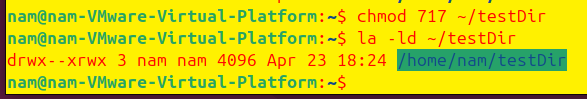 nam@nam-VMware-Virtual-Platform:~$ chmod 717 ~/testDir
nam@nam-VMware-Virtual-Platform:~$ la -ld ~/testDir
drwx--xrwx 3 nam nam 4096 Apr 23 18:24 /home/nam/testDir
nam@nam-VMware-Virtual-Platform:~$